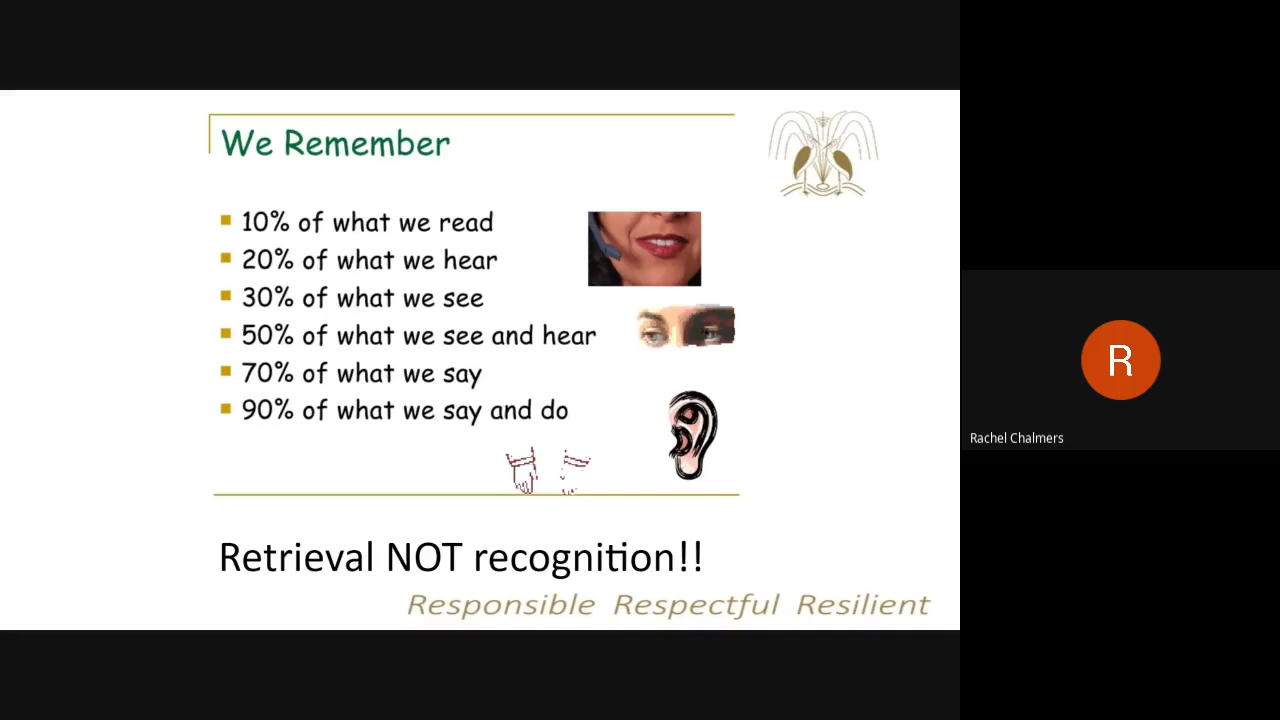 We Remember
10% of what we read
20% of what we hear
30% of what we see
50% of what we see and hear
70% of what we say
90% of what we say and do
Retrieval NOT recognition!!
Responsible Respectful Resilient
R
Rachel Chalmers